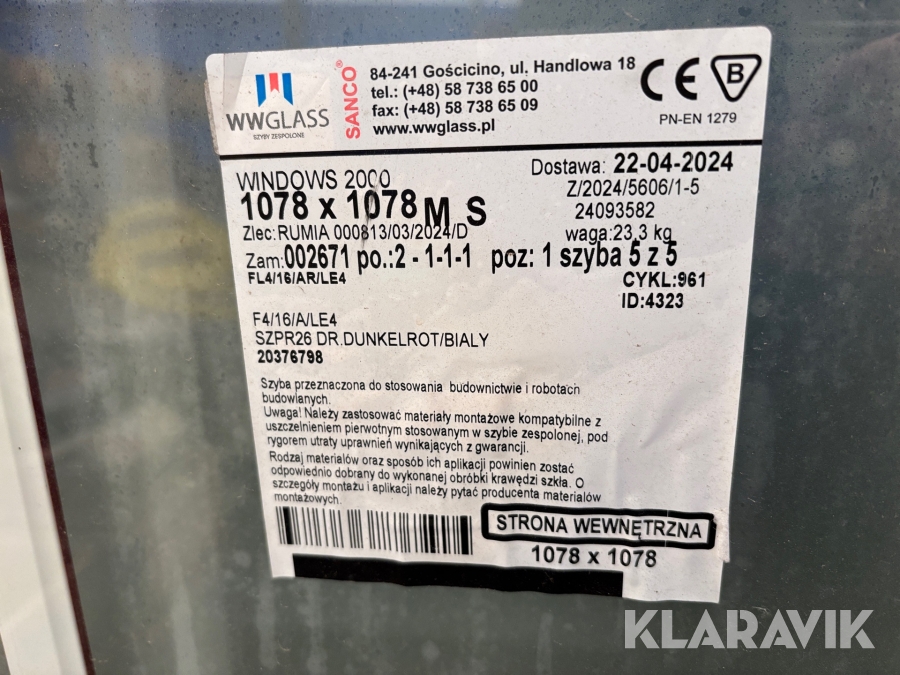 WWGLASS
SZYBY ZESPOLONE
SANCO®
84-241 Gościcino, ul. Handlowa 18
tel.: (+48) 58 738 65 00
fax: (+48) 58 738 65 09
www.wwglass.pl
CE B
PN-EN 1279
Dostawa: 22-04-2024
WINDOWS 2000
Z/2024/5606/1-5
1078 x 1078 M S
24093582
Zlec: RUMIA 000813/03/2024/D
waga: 23,3 kg
Zam: 002671 po.:2 - 1-1-1 poz: 1 szyba 5 z 5
FL4/16/AR/LE4
CYKL:961
ID:4323
F4/16/A/LE4
SZPR26 DR.DUNKELROT/BIALY
20376798
Szyba przeznaczona do stosowania budownictwie i robotach
budowlanych.
Uwaga! Należy zastosować materiały montażowe kompatybilne z
uszczelnieniem pierwotnym stosowanym w szybie zespolonej, pod
rygorem utraty uprawnień wynikających z gwarancji.
Rodzaj materiałów oraz sposób ich aplikacji powinien zostać
odpowiednio dobrany do wykonanej obróbki krawędzi szkła. O
szczegóły montażu i aplikacji należy pytać producenta materiałów
montażowych.
STRONA WEWNĘTRZNA
1078 x 1078
KLARAVIK